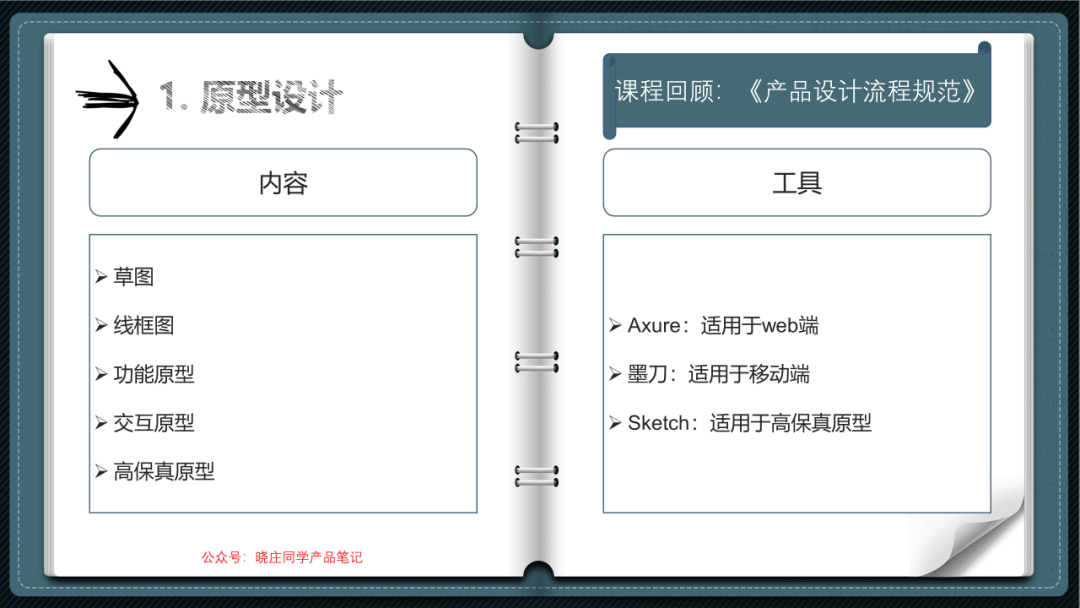 1. 原型设计
内容
草图
线框图
功能原型
交互原型
高保真原型
公众号：晓庄同学产品笔记
课程回顾：《产品设计流程规范》
工具
Axure：适用于web端
墨刀：适用于移动端
Sketch：适用于高保真原型